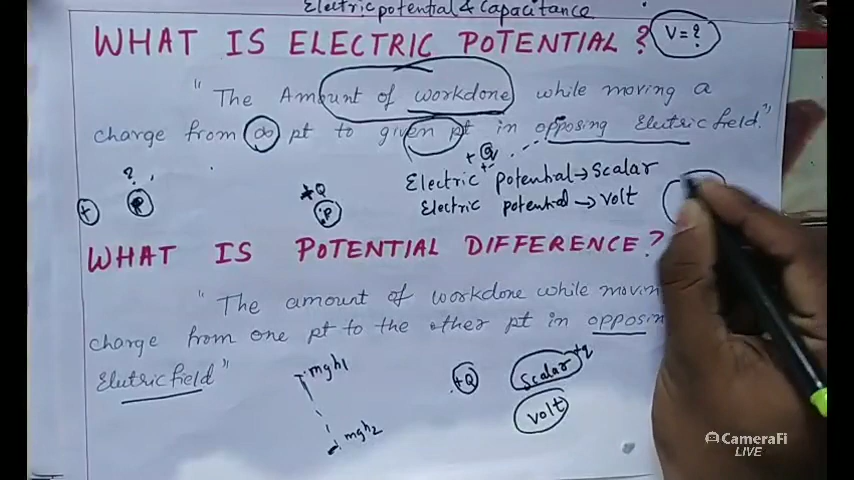 Electric potential & Capacitance
WHAT IS ELECTRIC POTENTIAL ? V = ?
"The Amount of workdone while moving a
charge from ∞ pt to given pt in opposing Electric field."
+Q
?
+ P +Q P
Electric potential → Scalar
Electric potential → volt
WHAT IS POTENTIAL DIFFERENCE?
"The amount of workdone while movin
charge from one pt to the other pt in opposin
Eluctric field"
mgh1
+Q Scalar +q
volt
mgh2
CameraFi
LIVE